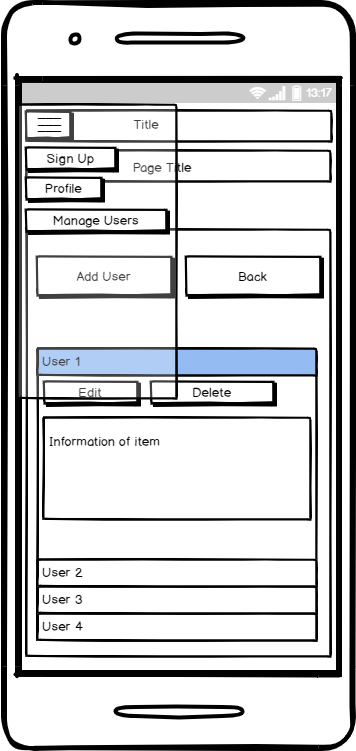 13:17
Title
Sign Up
Page Title
Profile
Manage Users
Add User
Back
User 1
Edit
Delete
Information of item
User 2
User 3
User 4